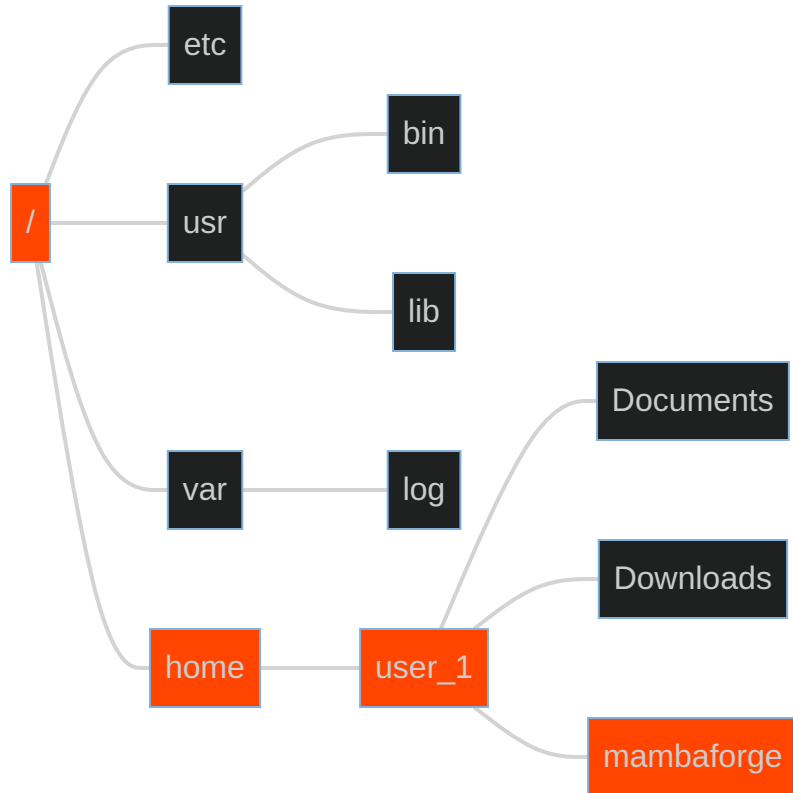 etc
bin
/
usr
lib
Documents
var
log
Downloads
home
user_1
mambaforge